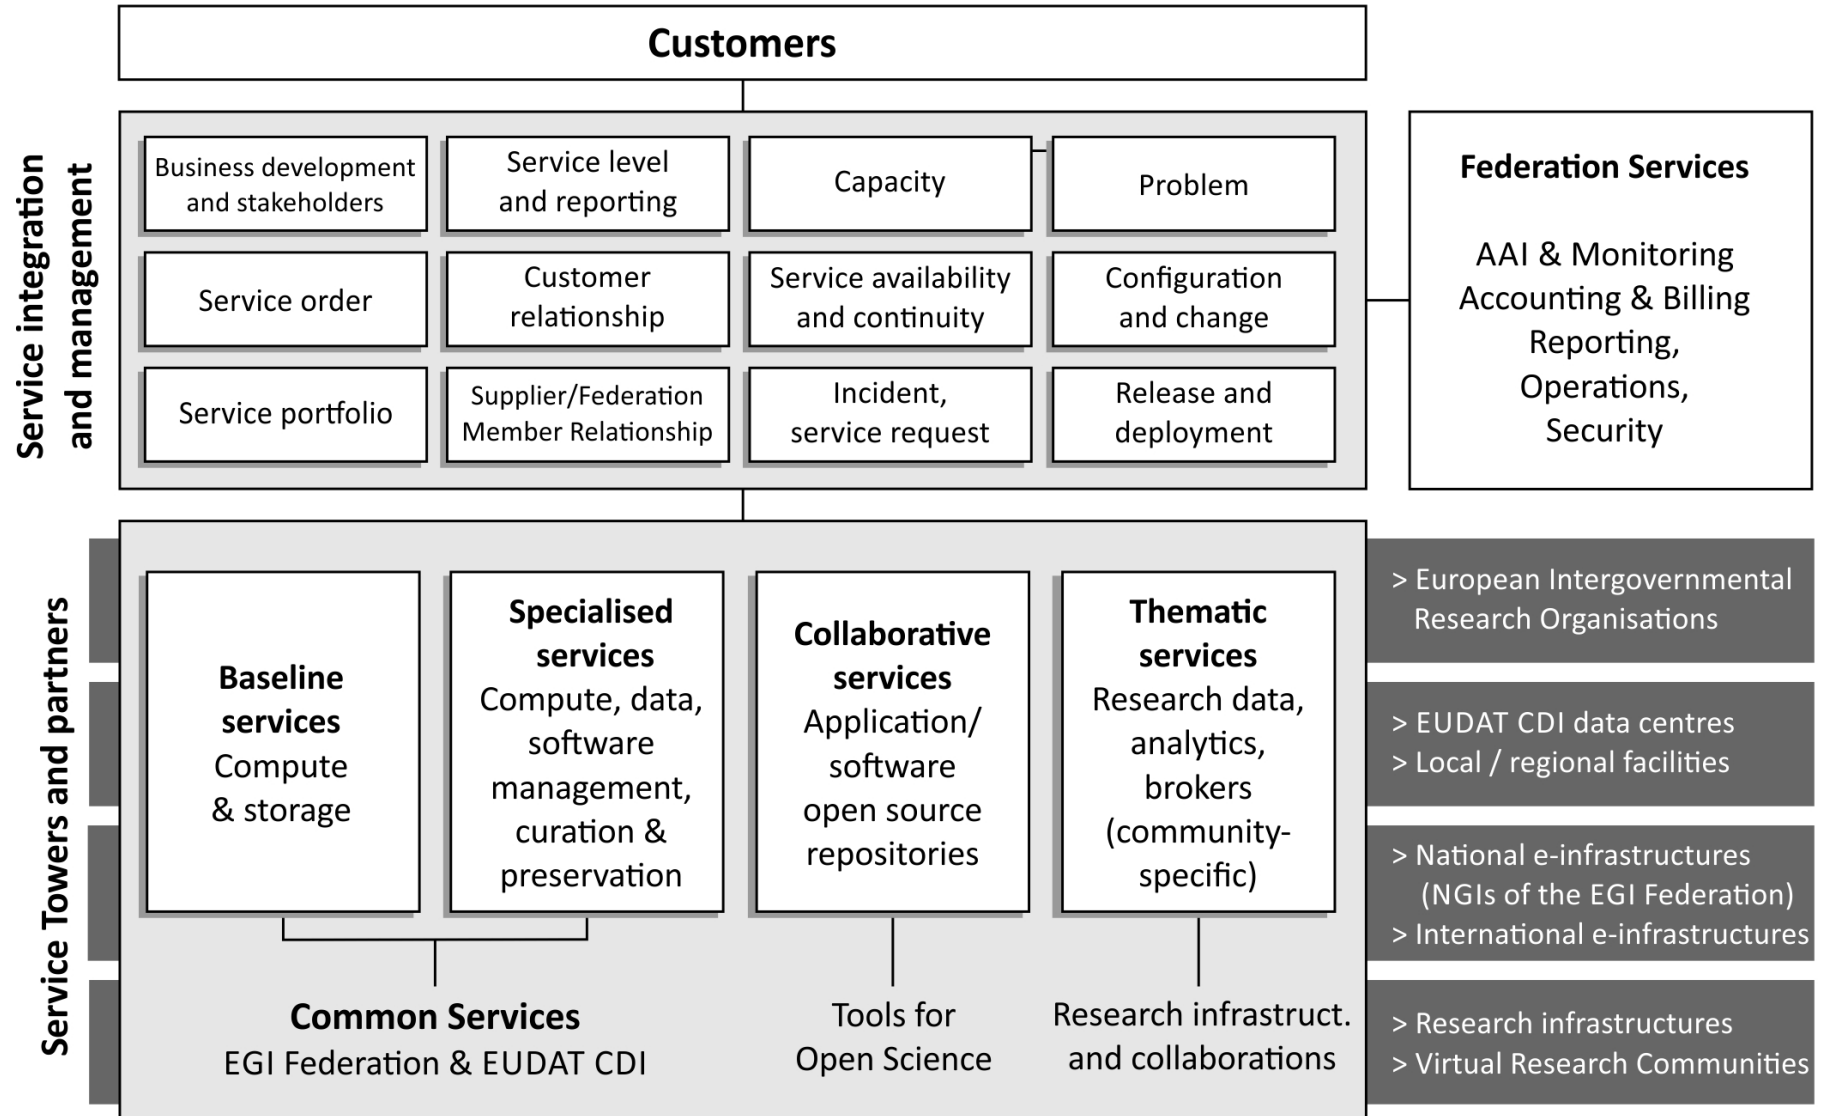 Customers
Service integration
and management
Business development
and stakeholders
Service level
and reporting
Capacity
Problem
Service order
Customer
relationship
Service availability
and continuity
Configuration
and change
Service portfolio
Supplier/Federation
Member Relationship
Incident,
service request
Release and
deployment
Federation Services
AAI & Monitoring
Accounting & Billing
Reporting,
Operations,
Security
Service Towers and partners
Baseline
services
Compute
& storage
Specialised
services
Compute, data,
software
management,
curation &
preservation
Collaborative
services
Application/
software
open source
repositories
Thematic
services
Research data,
analytics,
brokers
(community-
specific)
Common Services
EGI Federation & EUDAT CDI
Tools for
Open Science
Research infrastruct.
and collaborations
> European Intergovernmental
Research Organisations
> EUDAT CDI data centres
> Local / regional facilities
> National e-infrastructures
(NGIs of the EGI Federation)
> International e-infrastructures
> Research infrastructures
> Virtual Research Communities